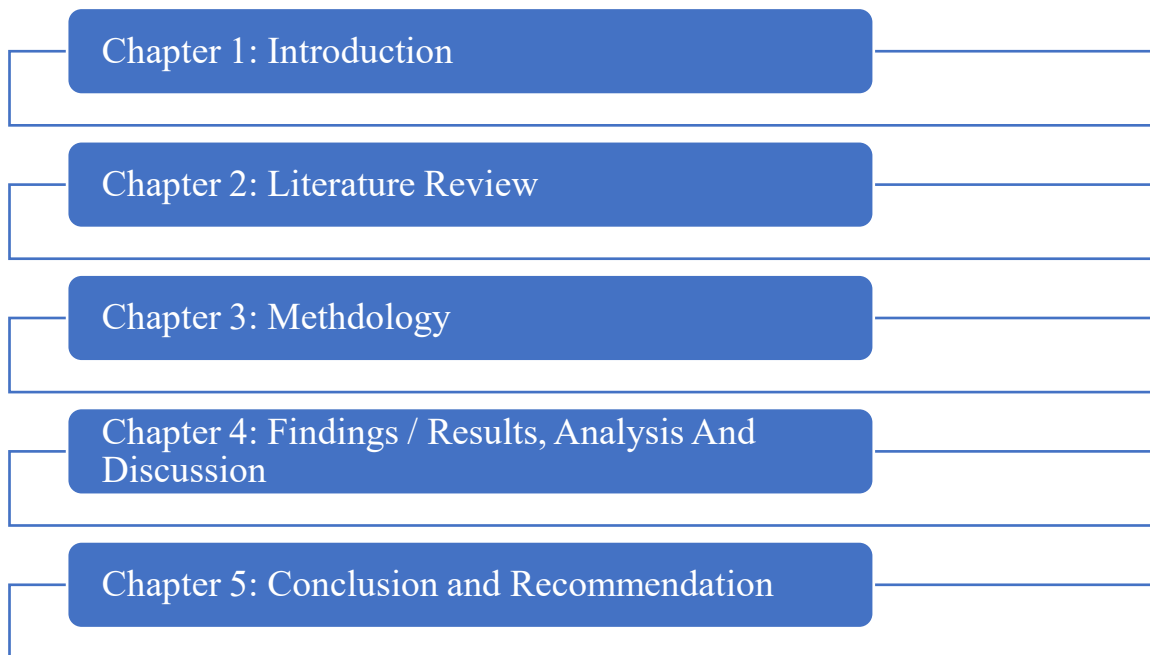 Chapter 1: Introduction
Chapter 2: Literature Review
Chapter 3: Methdology
Chapter 4: Findings / Results, Analysis And
Discussion
Chapter 5: Conclusion and Recommendation